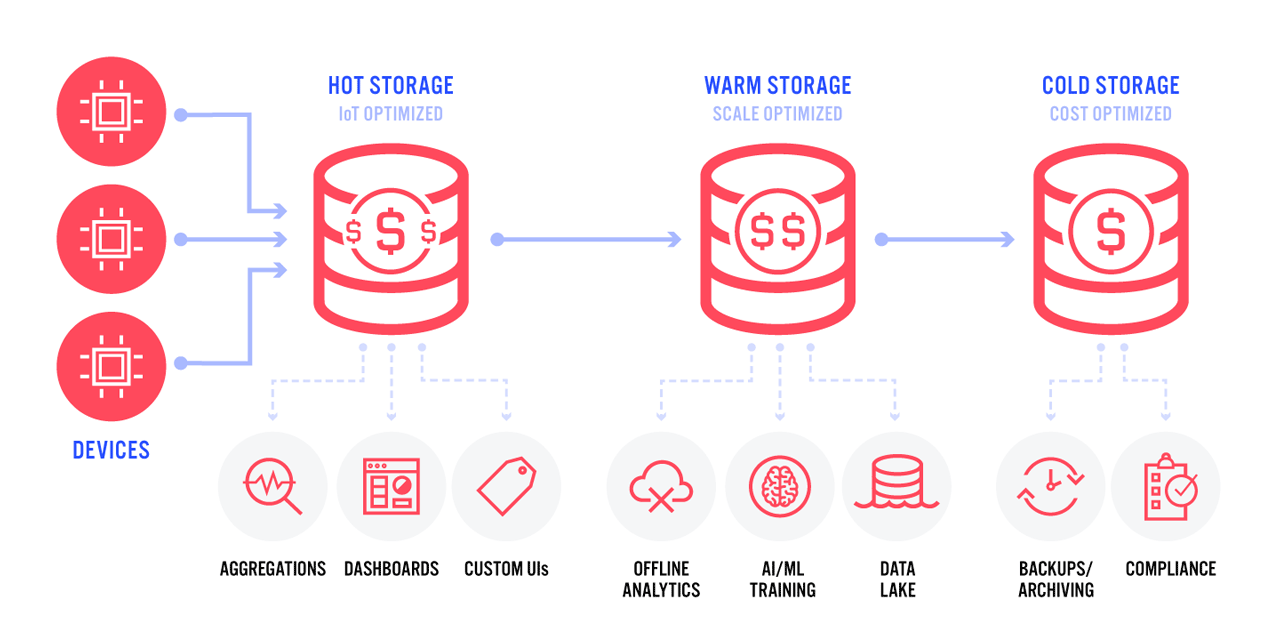 HOT STORAGE
IoT OPTIMIZED
$ $ $
WARM STORAGE
SCALE OPTIMIZED
$$
COLD STORAGE
COST OPTIMIZED
$
DEVICES
AGGREGATIONS
DASHBOARDS
CUSTOM UIs
OFFLINE
ANALYTICS
AI/ML
TRAINING
DATA
LAKE
BACKUPS/
ARCHIVING
COMPLIANCE